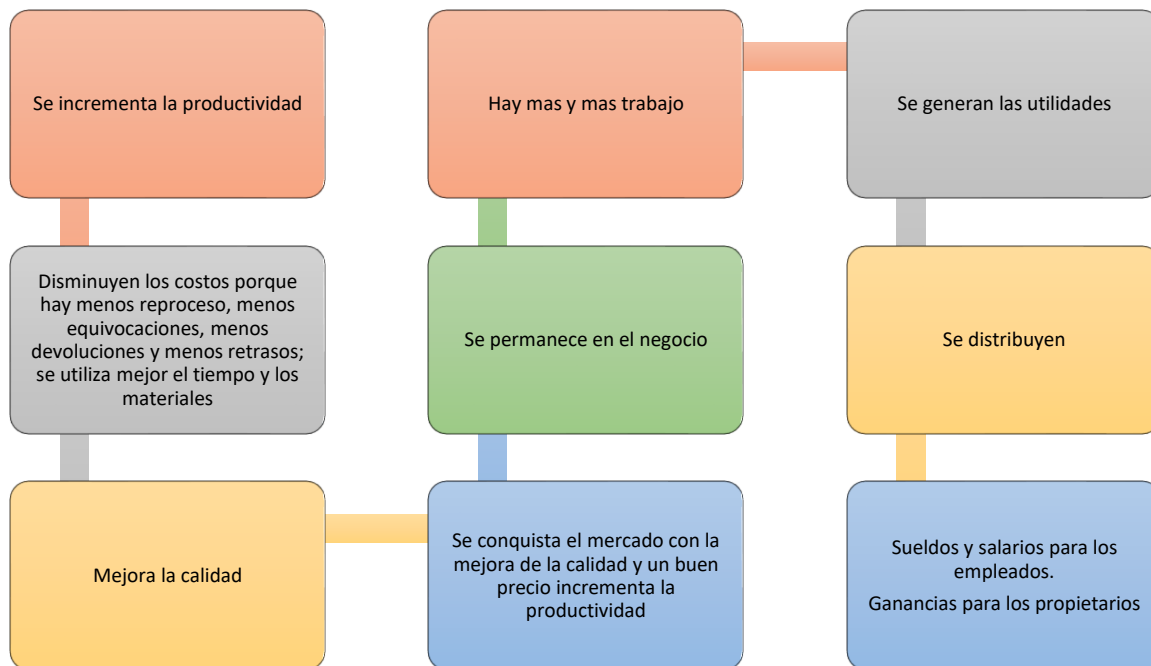 Se incrementa la productividad
Disminuyen los costos porque
hay menos reproceso, menos
equivocaciones, menos
devoluciones y menos retrasos;
se utiliza mejor el tiempo y los
materiales
Mejora la calidad
Se conquista el mercado con la
mejora de la calidad y un buen
precio incrementa la
productividad
Se permanece en el negocio
Hay mas y mas trabajo
Se generan las utilidades
Se distribuyen
Sueldos y salarios para los
empleados.
Ganancias para los propietarios